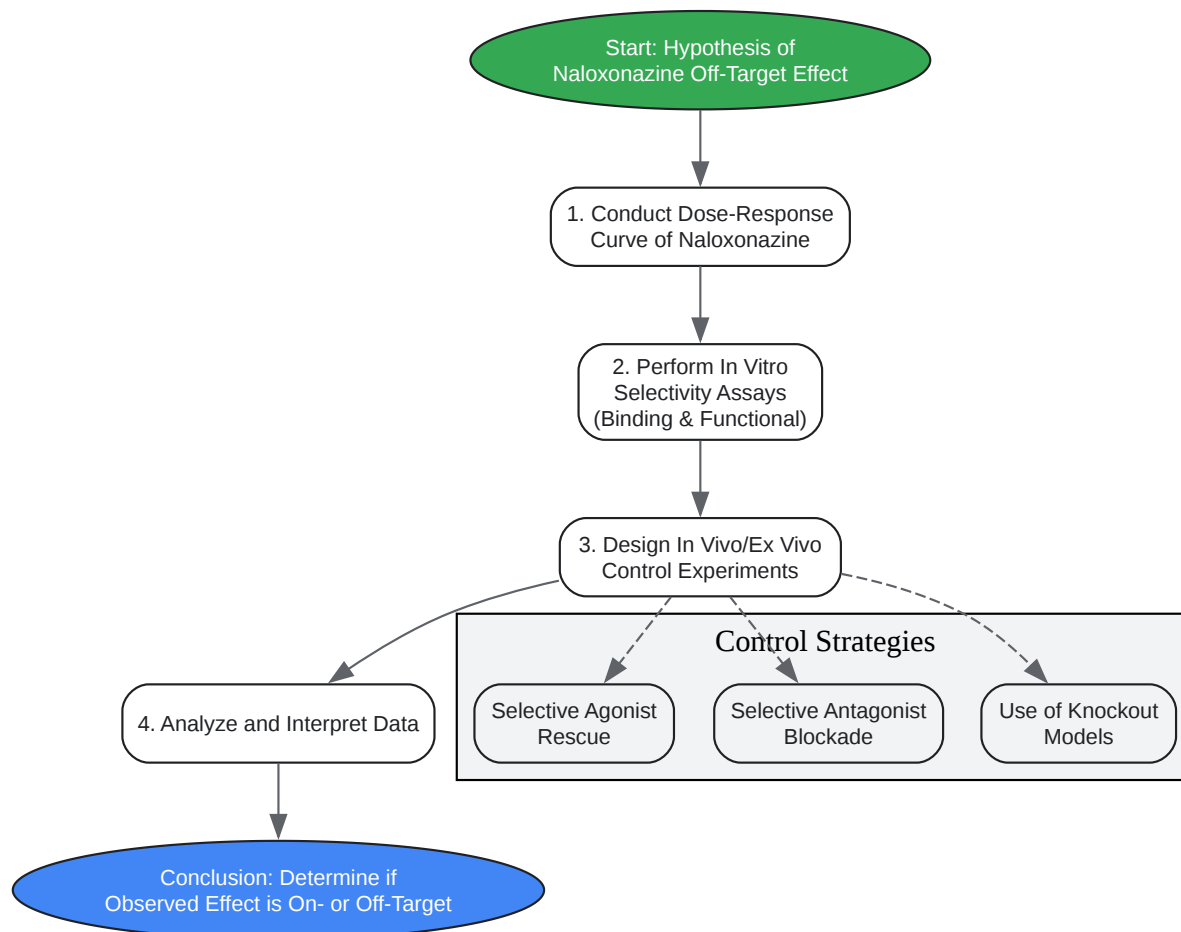 Start: Hypothesis of
Naloxonazine Off-Target Effect
1. Conduct Dose-Response
Curve of Naloxonazine
2. Perform In Vitro
Selectivity Assays
(Binding & Functional)
3. Design In Vivo/Ex Vivo
Control Experiments
Control Strategies
Selective Agonist
Rescue
Selective Antagonist
Blockade
Use of Knockout
Models
4. Analyze and Interpret Data
Conclusion: Determine if
Observed Effect is On- or Off-Target